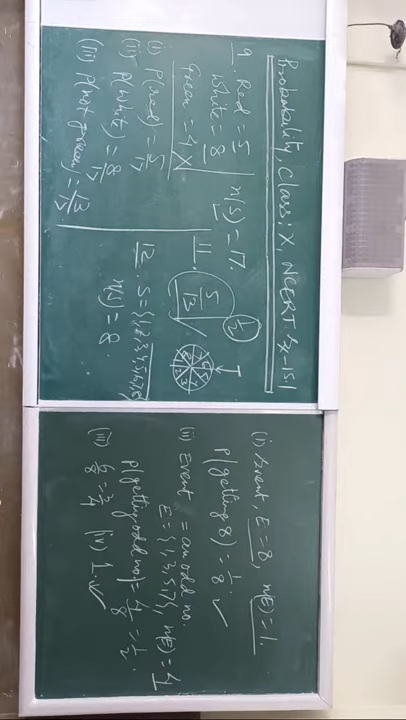 Probability, Class: X, NCERT. Ex-15.1
9. Red = 5
White = 8
Green = 4
n(S) = 17.
(i) P(red) = 5/17
(ii) P(white) = 8/17
(iii) P(not green) = 13/17
11. 5/13
1/2
12. S = {1,2,3,4,5,6,7,8}
n(s) = 8.
(i) Event, E = 8, n(E) = 1.
P(getting 8) = 1/8 ✓
(ii) Event = an odd no.
E = {1,3,5,7}, n(E) = 4
P(getting odd no) = 4/8 = 1/2.
(iii) 6/8 = 3/4 (iv) 1. ✓